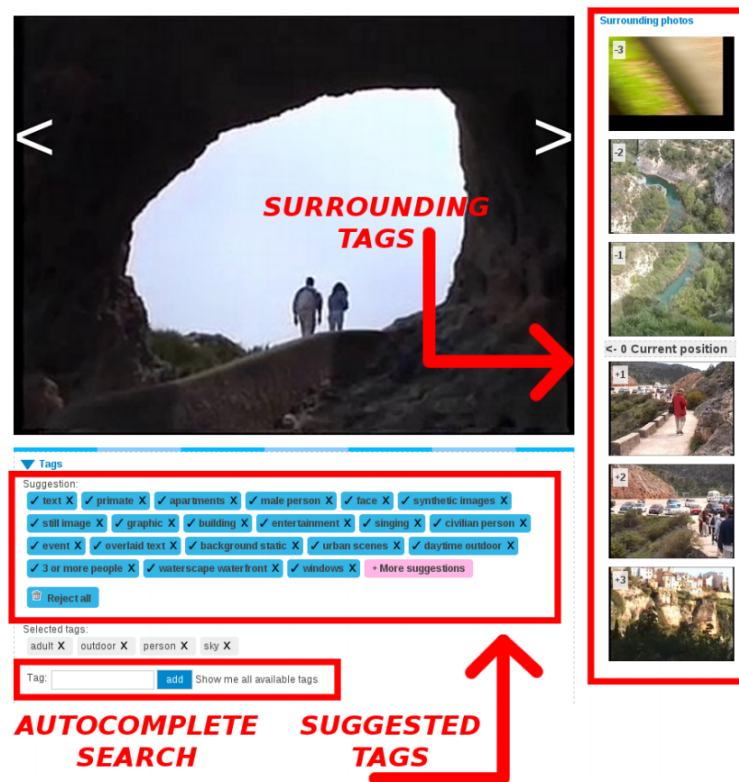 Surrounding photos
-3
-2
-1
<- 0 Current position
+1
+2
+3
<
>
SURROUNDING
TAGS
Tags
Suggestion:
✓ text X ✓ primate X ✓ apartments X ✓ male person X ✓ face X ✓ synthetic images X
✓ still image X ✓ graphic X ✓ building X ✓ entertainment X ✓ singing X ✓ civilian person X
✓ event X ✓ overlaid text X ✓ background static X ✓ urban scenes X ✓ daytime outdoor X
✓ 3 or more people X ✓ waterscape waterfront X ✓ windows X + More suggestions
Reject all
Selected tags:
adult X outdoor X person X sky X
Tag: add Show me all available tags
AUTOCOMPLETE
SEARCH
SUGGESTED
TAGS